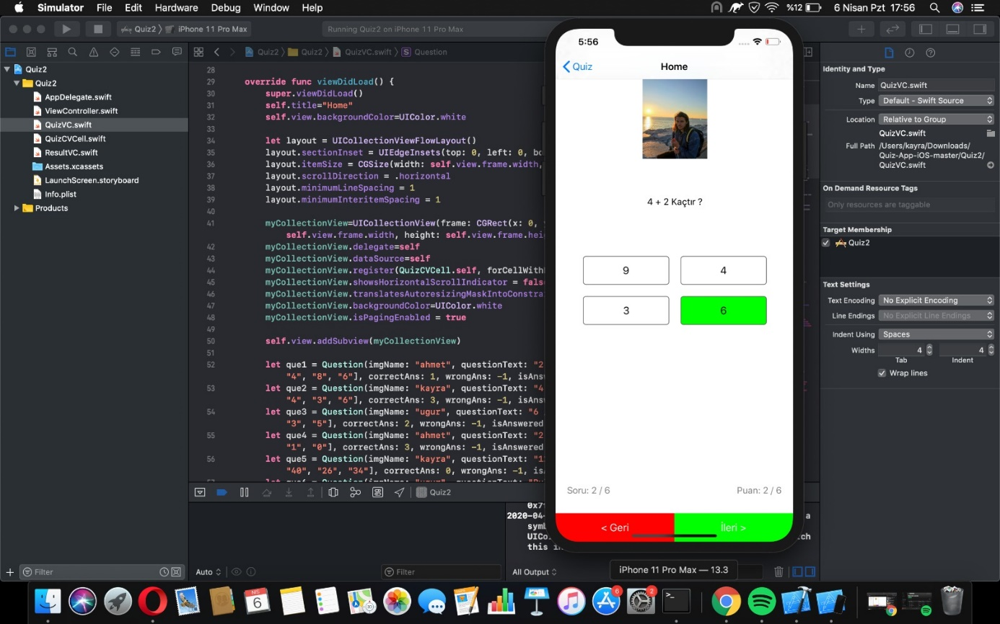 Simulator File Edit Hardware Debug Window Help %12 6 Nisan Pzt 17:56
Quiz2 〉 iPhone 11 Pro Max
Running Quiz2 on iPhone 11 Pro Max
Quiz2 〉 Quiz2 〉 QuizVC.swift 〉 S Question
Quiz2
Quiz2
AppDelegate.swift
ViewController.swift
QuizVC.swift
QuizCVCell.swift
ResultVC.swift
Assets.xcassets
LaunchScreen.storyboard
Info.plist
Products
Filter
28
29 override func viewDidLoad() {
30 super.viewDidLoad()
31 self.title="Home"
32 self.view.backgroundColor=UIColor.white
33
34 let layout = UICollectionViewFlowLayout()
35 layout.sectionInset = UIEdgeInsets(top: 0, left: 0, bo
36 layout.itemSize = CGSize(width: self.view.frame.width,
37 layout.scrollDirection = .horizontal
38 layout.minimumLineSpacing = 1
39 layout.minimumInteritemSpacing = 1
40
41 myCollectionView=UICollectionView(frame: CGRect(x: 0,
self.view.frame.width, height: self.view.frame.hei
42 myCollectionView.delegate=self
43 myCollectionView.dataSource=self
44 myCollectionView.register(QuizCVCell.self, forCellWith
45 myCollectionView.showsHorizontalScrollIndicator = fals
46 myCollectionView.translatesAutoresizingMaskIntoConstra
47 myCollectionView.backgroundColor=UIColor.white
48 myCollectionView.isPagingEnabled = true
49
50 self.view.addSubview(myCollectionView)
51
52 let que1 = Question(imgName: "ahmet", questionText: "2
"4", "8", "6"], correctAns: 1, wrongAns: -1, isAns
53 let que2 = Question(imgName: "kayra", questionText: "4
"4", "3", "6"], correctAns: 3, wrongAns: -1, isAns
54 let que3 = Question(imgName: "ugur", questionText: "6
"3", "5"], correctAns: 2, wrongAns: -1, isAnswered
55 let que4 = Question(imgName: "ahmet", questionText: "2
"1", "0"], correctAns: 3, wrongAns: -1, isAnswered
56 let que5 = Question(imgName: "kayra", questionText: "1
"40", "26", "34"], correctAns: 0, wrongAns: -1, is
Quiz2
Auto
Filter
0x7
2020-04- a
symb
UICo ch
this in
All Output
5:56
Quiz
Home
4 + 2 Kaçtır ?
9 4
3 6
Soru: 2 / 6 Puan: 2 / 6
< Geri İleri >
iPhone 11 Pro Max — 13.3
Identity and Type
Name QuizVC.swift
Type Default - Swift Source
Location Relative to Group
QuizVC.swift
Full Path /Users/kayra/Downloads/
Quiz-App-iOS-master/Quiz2/
QuizVC.swift
On Demand Resource Tags
Only resources are taggable
Target Membership
Quiz2
Text Settings
Text Encoding No Explicit Encoding
Line Endings No Explicit Line Endings
Indent Using Spaces
Widths 4 4
Tab Indent
Wrap lines
NİS
6
6
2